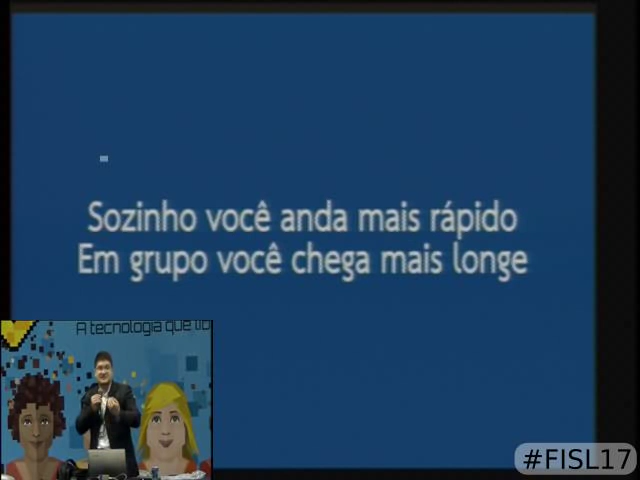 Sozinho você anda mais rápido
Em grupo você chega mais longe
A tecnologia que
#FISL17